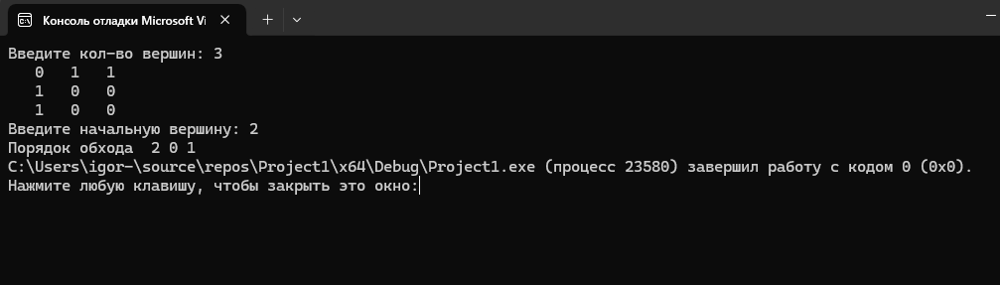 Консоль отладки Microsoft Vi
Введите кол-во вершин: 3
0 1 1
1 0 0
1 0 0
Введите начальную вершину: 2
Порядок обхода  2 0 1
C:\Users\igor-\source\repos\Project1\x64\Debug\Project1.exe (процесс 23580) завершил работу с кодом 0 (0x0).
Нажмите любую клавишу, чтобы закрыть это окно: